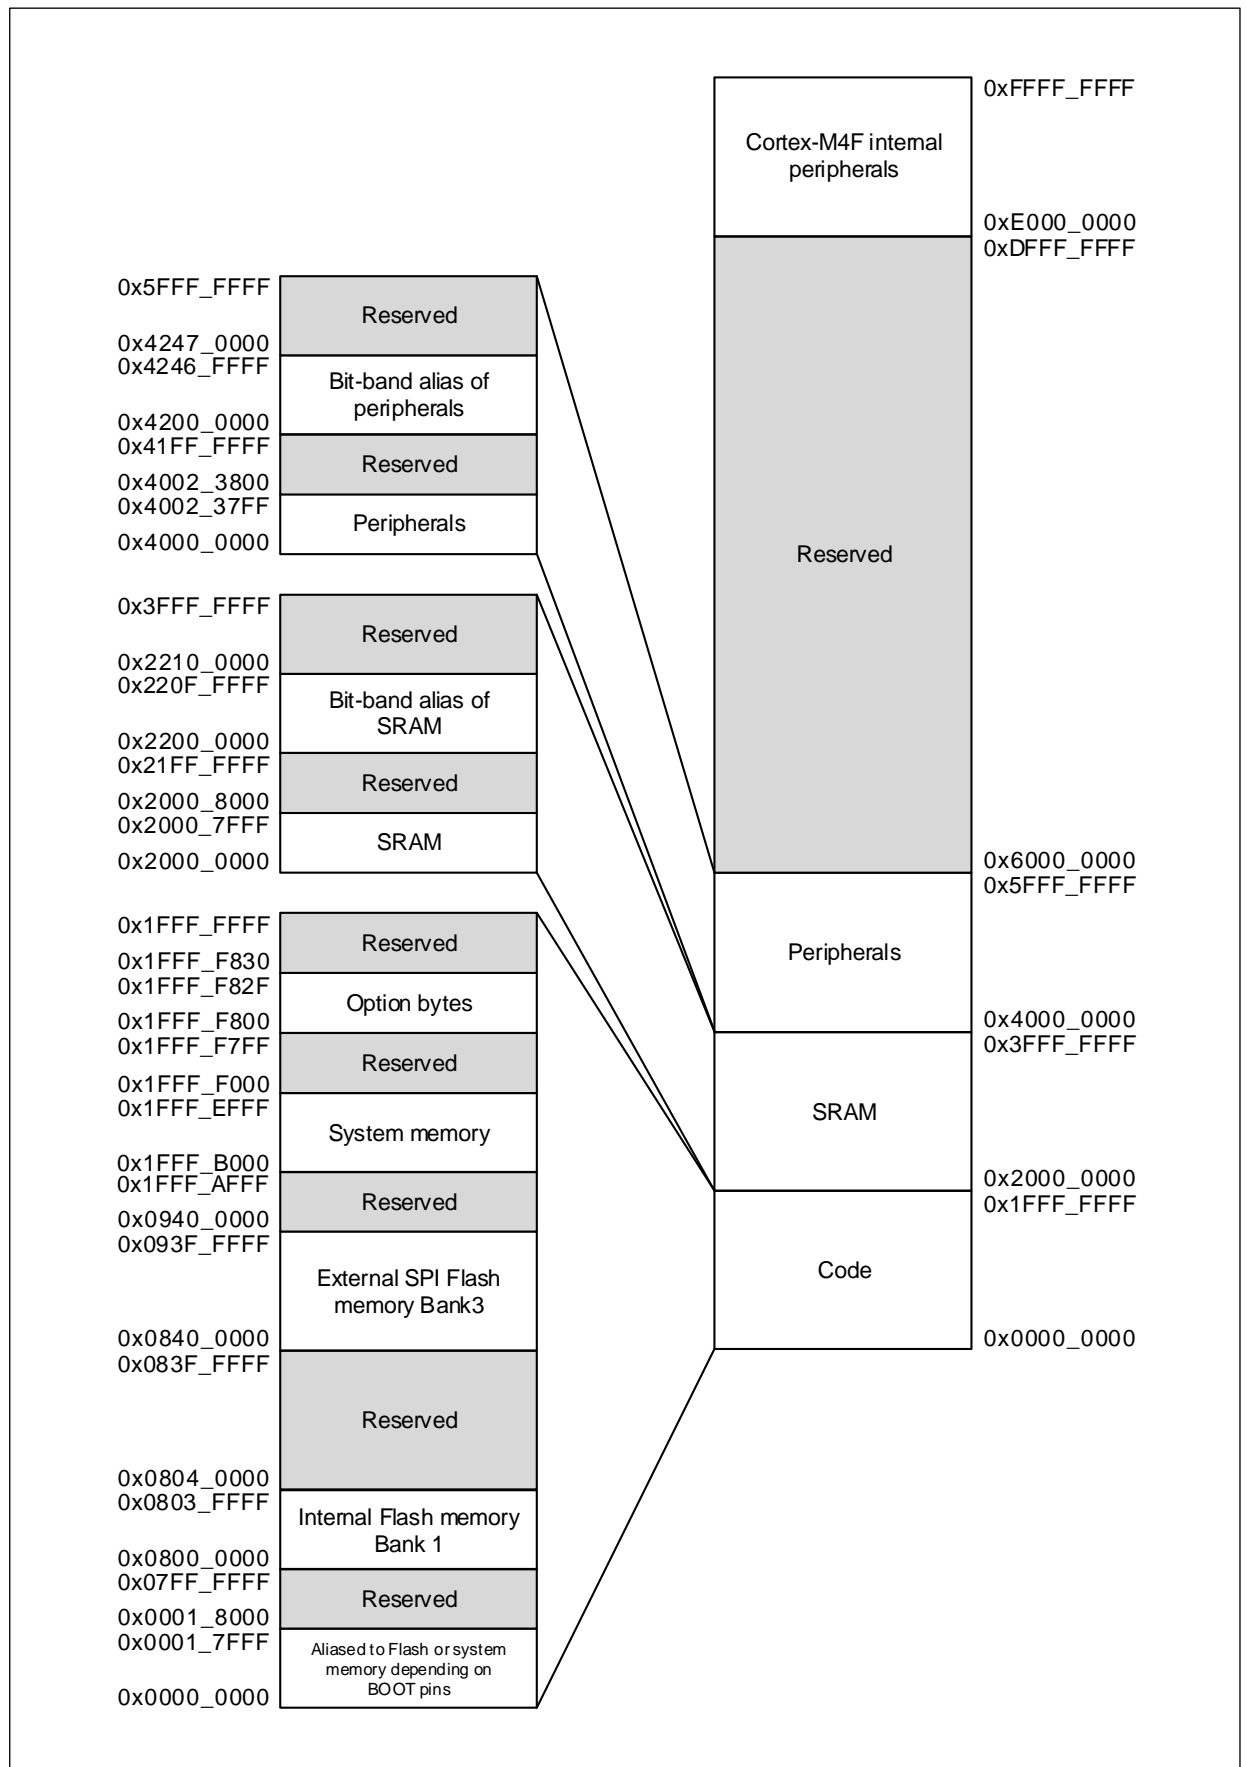 0xFFFF_FFFF
Cortex-M4F internal
peripherals
0xE000_0000
0xDFFF_FFFF
Reserved
0x6000_0000
0x5FFF_FFFF
Peripherals
0x4000_0000
0x3FFF_FFFF
SRAM
0x2000_0000
0x1FFF_FFFF
Code
0x0000_0000
0x5FFF_FFFF
Reserved
0x4247_0000
0x4246_FFFF
Bit-band alias of
peripherals
0x4200_0000
0x41FF_FFFF
Reserved
0x4002_3800
0x4002_37FF
Peripherals
0x4000_0000
0x3FFF_FFFF
Reserved
0x2210_0000
0x220F_FFFF
Bit-band alias of
SRAM
0x2200_0000
0x21FF_FFFF
Reserved
0x2000_8000
0x2000_7FFF
SRAM
0x2000_0000
0x1FFF_FFFF
Reserved
0x1FFF_F830
0x1FFF_F82F
Option bytes
0x1FFF_F800
0x1FFF_F7FF
Reserved
0x1FFF_F000
0x1FFF_EFFF
System memory
0x1FFF_B000
0x1FFF_AFFF
Reserved
0x0940_0000
0x093F_FFFF
External SPI Flash
memory Bank3
0x0840_0000
0x083F_FFFF
Reserved
0x0804_0000
0x0803_FFFF
Internal Flash memory
Bank 1
0x0800_0000
0x07FF_FFFF
Reserved
0x0001_8000
0x0001_7FFF
Aliased to Flash or system
memory depending on
BOOT pins
0x0000_0000